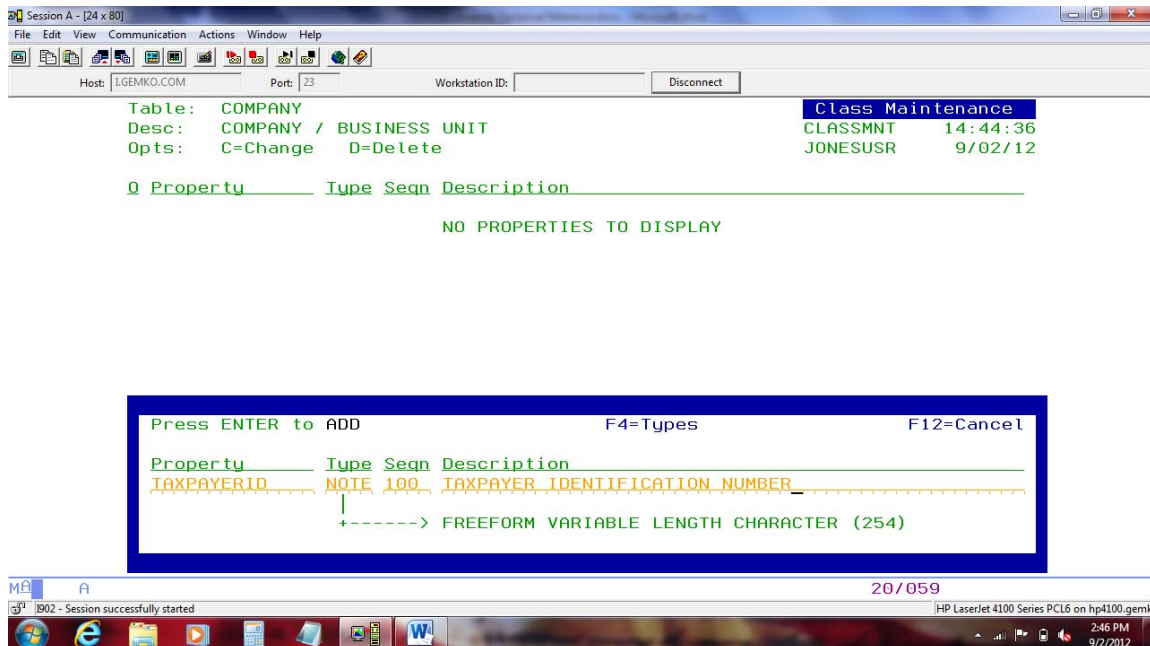 Session A - [24 x 80]
File Edit View Communication Actions Window Help
Host: I.GEMKO.COM Port: 23 Workstation ID: Disconnect
Table: COMPANY Class Maintenance
Desc: COMPANY / BUSINESS UNIT CLASSMNT 14:44:36
Opts: C=Change D=Delete JONESUSR 9/02/12
O Property Type Seqn Description
NO PROPERTIES TO DISPLAY
Press ENTER to ADD F4=Types F12=Cancel
Property Type Seqn Description
TAXPAYERID NOTE 100 TAXPAYER IDENTIFICATION NUMBER
+------> FREEFORM VARIABLE LENGTH CHARACTER (254)
MA A 20/059
I902 - Session successfully started HP LaserJet 4100 Series PCL6 on hp4100.gemk
2:46 PM
9/2/2012